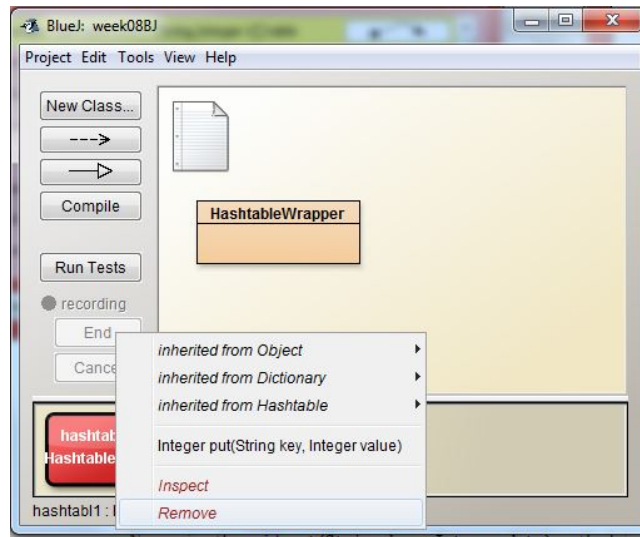 BlueJ: week08BJ
Project Edit Tools View Help
New Class...
--->
Compile
HashtableWrapper
Run Tests
recording
End
Cance
inherited from Object
inherited from Dictionary
inherited from Hashtable
Integer put(String key, Integer value)
Inspect
Remove
hashtab
Hashtable
hashtabl1 :